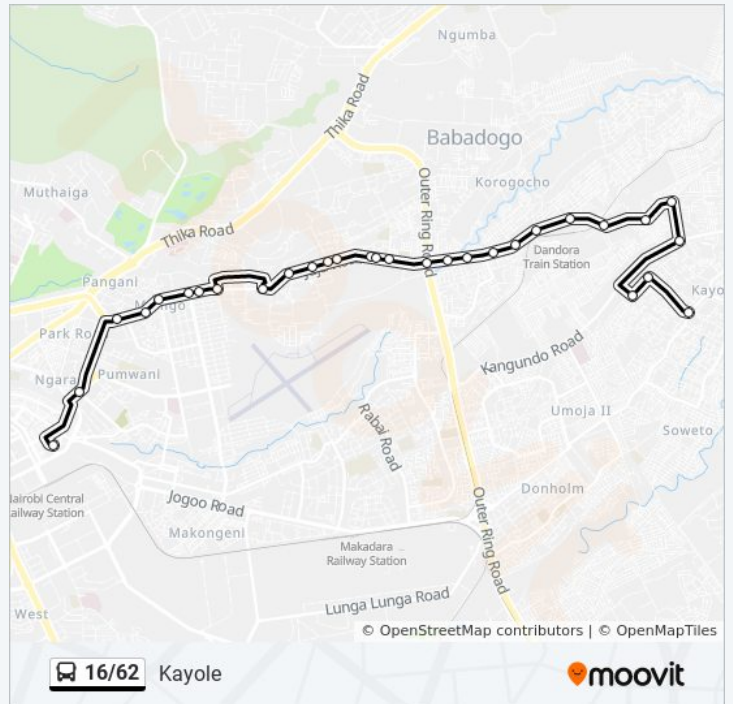 Ngumba
Thika Road
Babadogo
Muthaiga
Korogocho
Outer Ring Road
Thika Road
Dandora
Train Station
Pangani
Kayo
Park Ro
Kangundo Road
Ngara
Pumwani
Umoja II
Rabai Road
Soweto
Donholm
Nairobi Central
Railway Station
Jogoo Road
Outer Ring Road
Makongeni
Makadara
Railway Station
Lunga Lunga Road
West
© OpenStreetMap contributors | © OpenMapTiles
16/62 Kayole
moovit